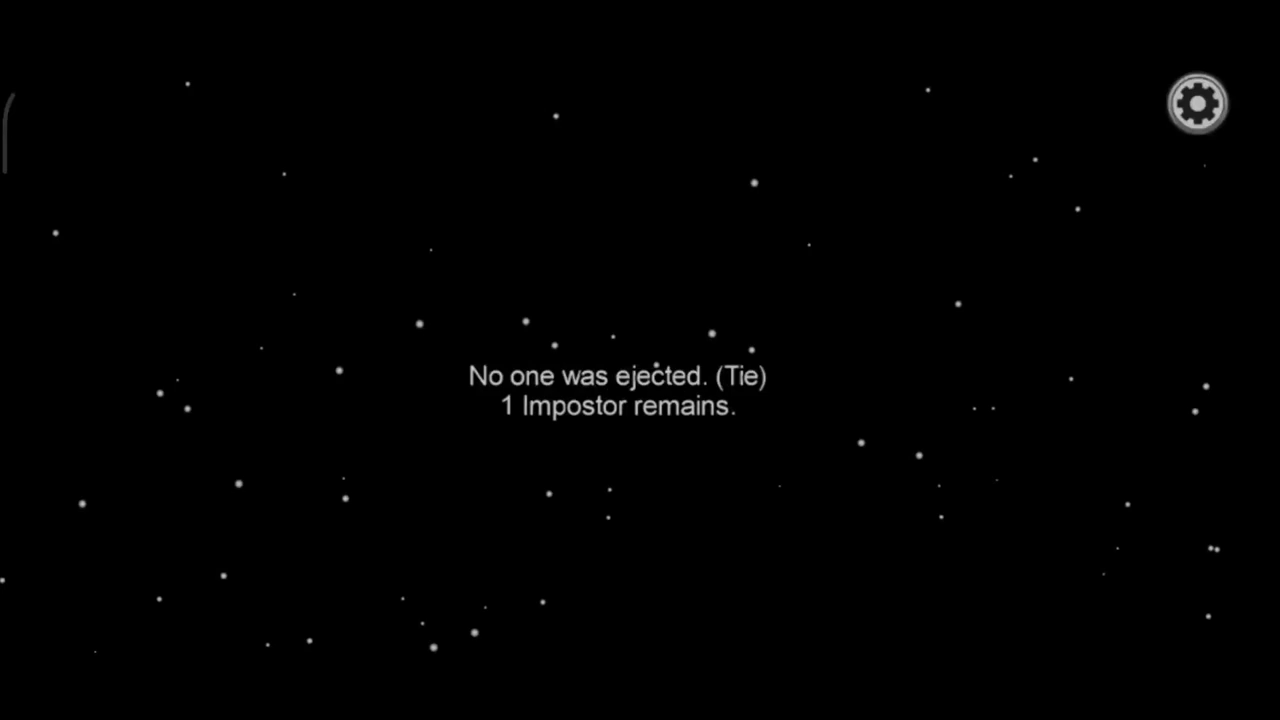 No one was ejected. (Tie)
1 Impostor remains.